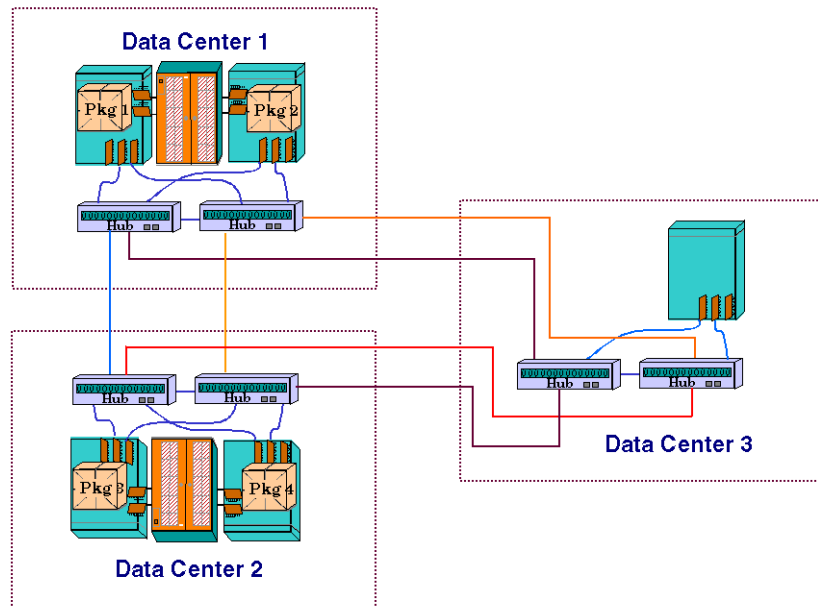 Data Center 1
Pkg 1
Pkg 2
Hub
Hub
Hub
Hub
Hub
Hub
Data Center 3
Pkg 3
Pkg 4
Data Center 2